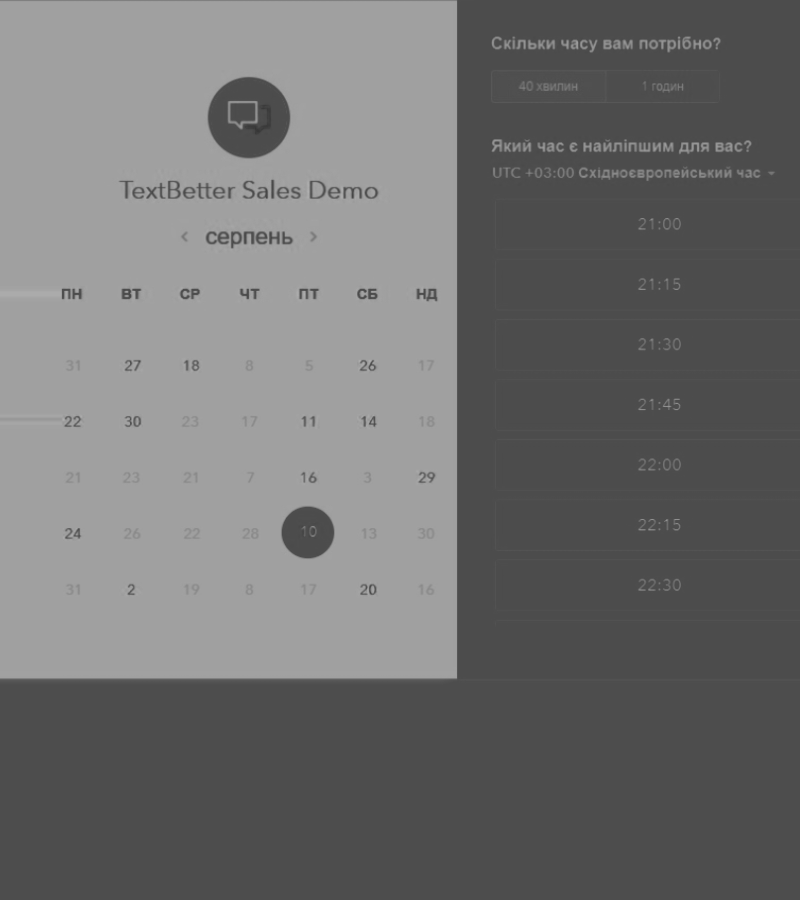 TextBetter Sales Demo
серпень
ПН ВТ СР ЧТ ПТ СБ НД
31 27 18 8 5 26 17
22 30 23 17 11 14 18
21 23 21 7 16 3 29
24 26 22 28 10 13 30
31 2 19 8 17 20 16
Скільки часу вам потрібно?
40 хвилин 1 годин
Який час є найліпшим для вас?
UTC +03:00 Східноєвропейський час
21:00
21:15
21:30
21:45
22:00
22:15
22:30